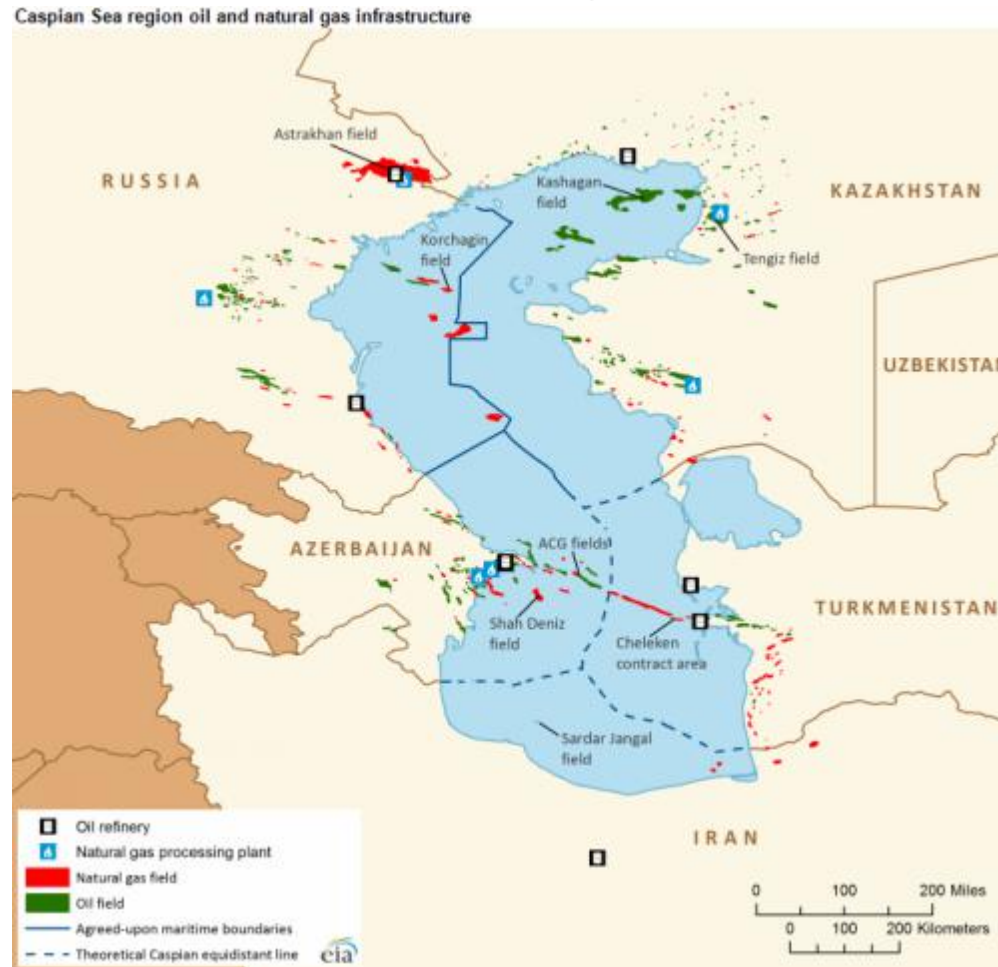 Caspian Sea region oil and natural gas infrastructure
Astrakhan field
RUSSIA
Kashagan
field
KAZAKHSTAN
Korchagin
field
Tengiz field
UZBEKISTAN
AZERBAIJAN
ACG fields
Shah Deniz
field
Cheleken
contract area
TURKMENISTAN
Sardar Jangal
field
IRAN
Oil refinery
Natural gas processing plant
Natural gas field
Oil field
Agreed-upon maritime boundaries
Theoretical Caspian equidistant line
eia
0 100 200 Miles
0 100 200 Kilometers